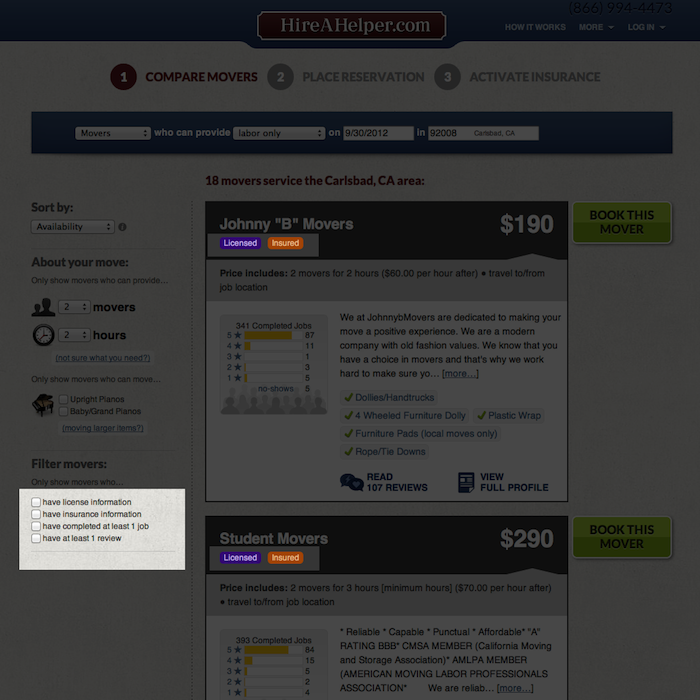 (866) 994-4473
HireAHelper.com
HOW IT WORKS MORE LOG IN
1 COMPARE MOVERS 2 PLACE RESERVATION 3 ACTIVATE INSURANCE
Movers who can provide labor only on 9/30/2012 in 92008 Carlsbad, CA
18 movers service the Carlsbad, CA area:
Sort by:
Availability
About your move:
Only show movers who can provide...
2 movers
2 hours
(not sure what you need?)
Only show movers who can move...
Upright Pianos
Baby/Grand Pianos
(moving larger items?)
Filter movers:
Only show movers who...
have license information
have insurance information
have completed at least 1 job
have at least 1 review
Johnny "B" Movers $190
Licensed Insured
BOOK THIS
MOVER
Price includes: 2 movers for 2 hours ($60.00 per hour after) ● travel to/from
job location
341 Completed Jobs
5 ★ 87
4 ★ 11
3 ★ 1
2 ★ 3
1 ★ 5
no-shows 5
We at JohnnybMovers are dedicated to making your
move a positive experience. We are a modern
company with old fashion values. We know that you
have a choice in movers and that's why we work
hard to make sure yo... [more...]
Dollies/Handtrucks
4 Wheeled Furniture Dolly Plastic Wrap
Furniture Pads (local moves only)
Rope/Tie Downs
READ
107 REVIEWS
VIEW
FULL PROFILE
Student Movers $290
Licensed Insured
BOOK THIS
MOVER
Price includes: 2 movers for 3 hours [minimum hours] ($70.00 per hour after)
● travel to/from job location
393 Completed Jobs
5 ★ 84
4 ★ 15
3 ★ 5
2 ★ 2
1 ★ 4
* Reliable * Capable * Punctual * Affordable* "A"
RATING BBB* CMSA MEMBER (California Moving
and Storage Association)* AMLPA MEMBER
(AMERICAN MOVING LABOR PROFESSIONALS
ASSOCIATION* We are reliab... [more...]